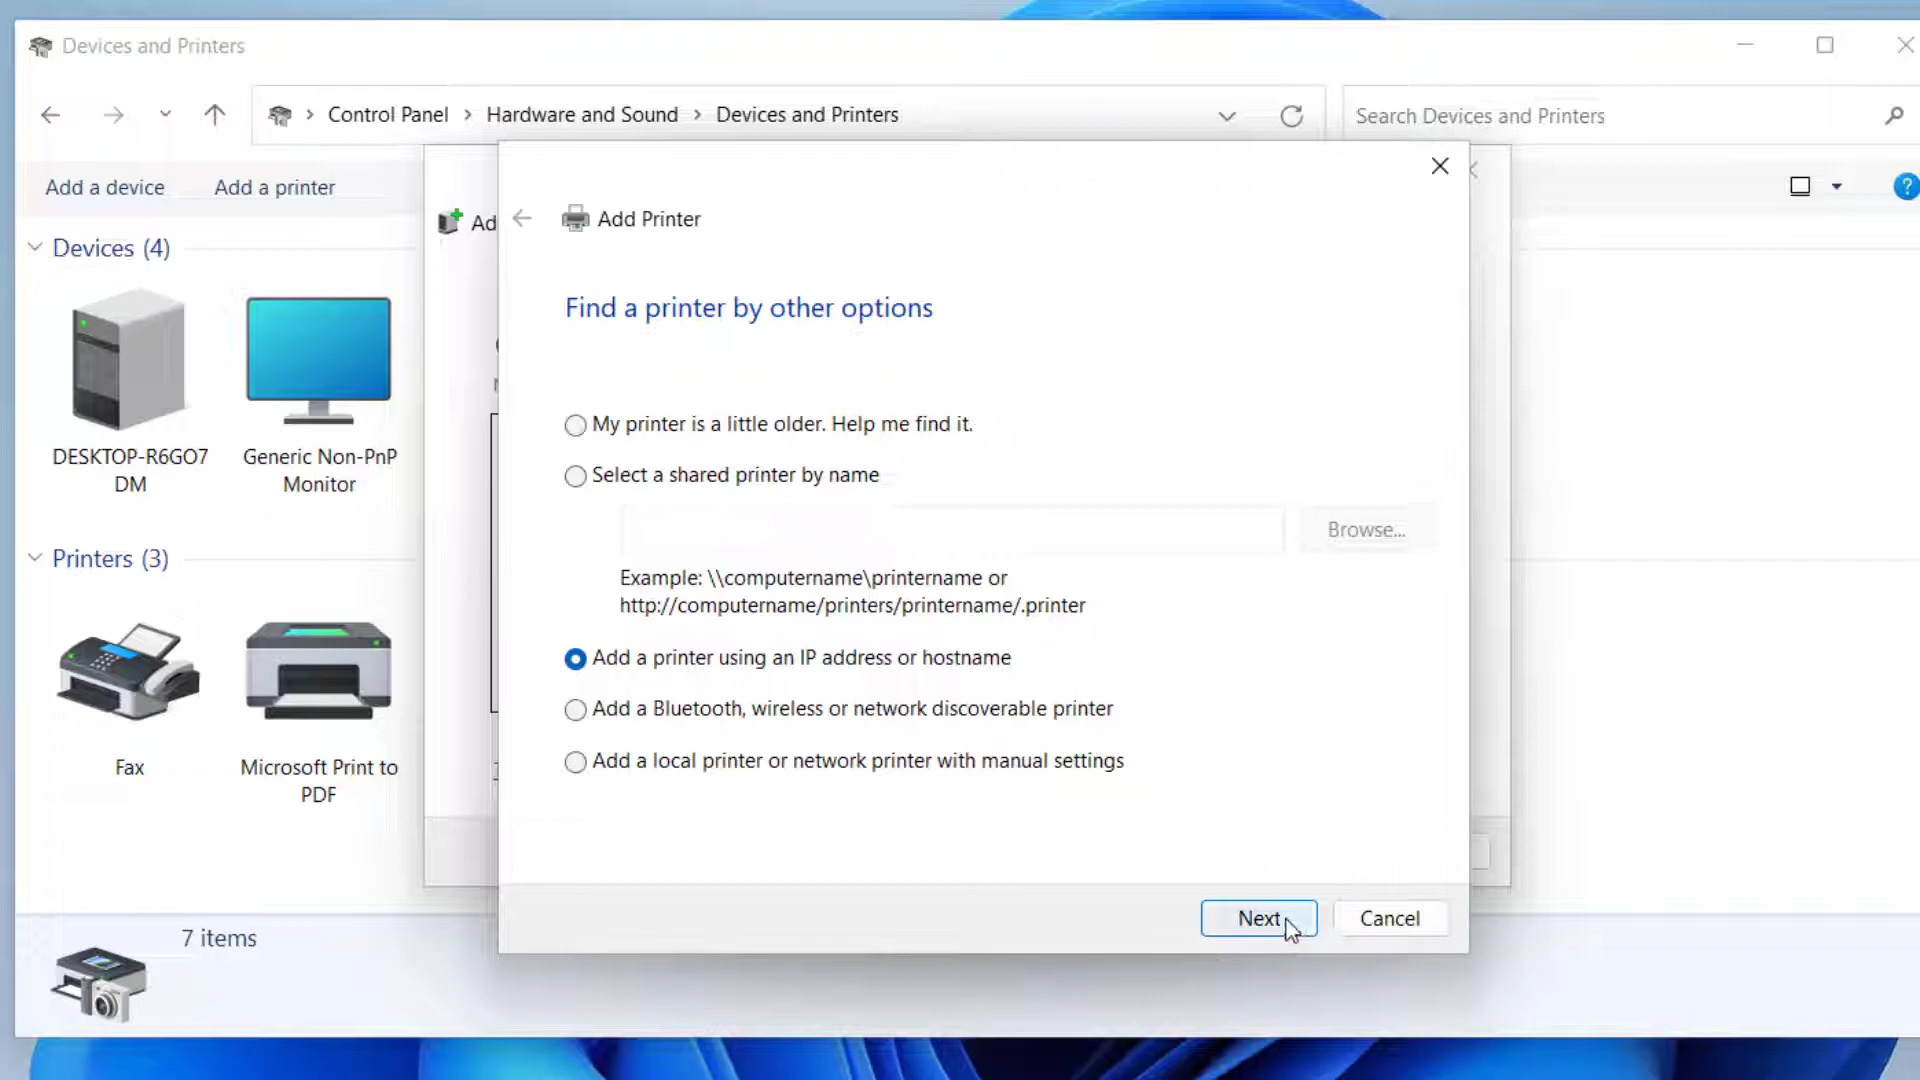 Devices and Printers
Control Panel > Hardware and Sound > Devices and Printers
Search Devices and Printers
Add a device
Add a printer
?
Devices (4)
DESKTOP-R6GO7
DM
Generic Non-PnP
Monitor
Printers (3)
Fax
Microsoft Print to
PDF
7 items
Ad
Add Printer
Find a printer by other options
My printer is a little older. Help me find it.
Select a shared printer by name
Browse...
Example: \\computername\printername or
http://computername/printers/printername/.printer
Add a printer using an IP address or hostname
Add a Bluetooth, wireless or network discoverable printer
Add a local printer or network printer with manual settings
Next
Cancel